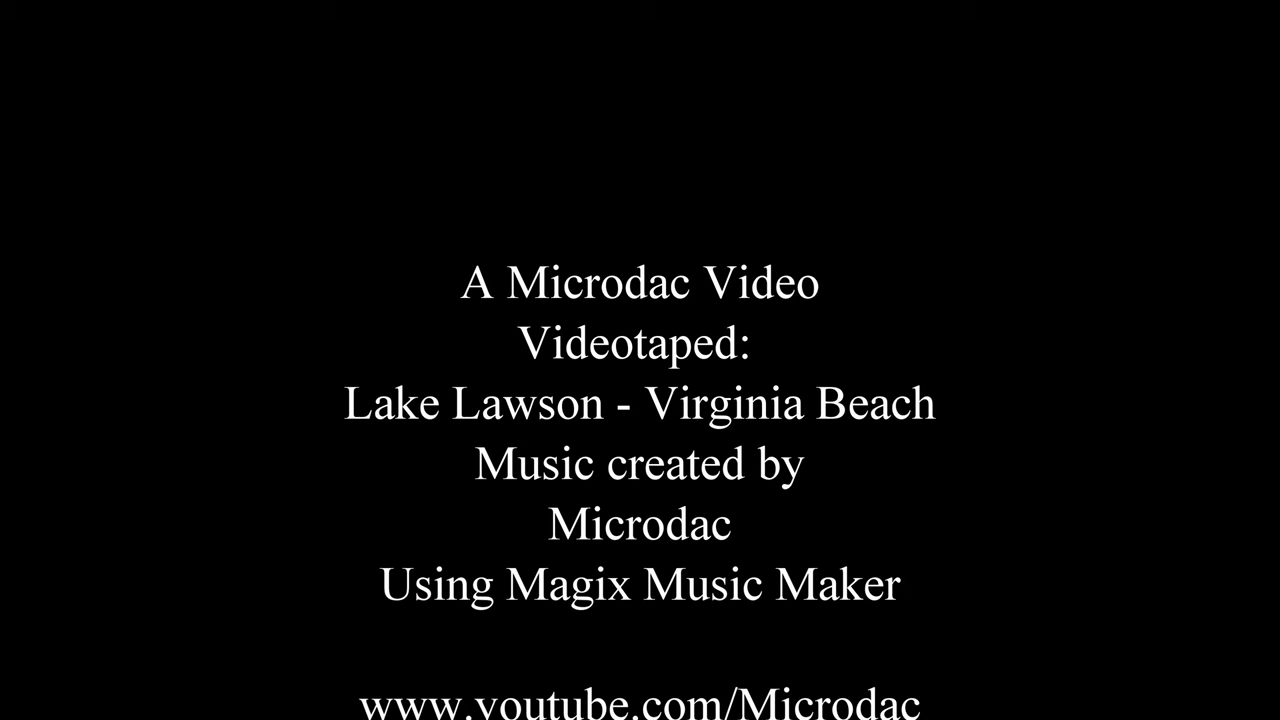 A Microdac Video
Videotaped:
Lake Lawson - Virginia Beach
Music created by
Microdac
Using Magix Music Maker
www.youtube.com/Microdac